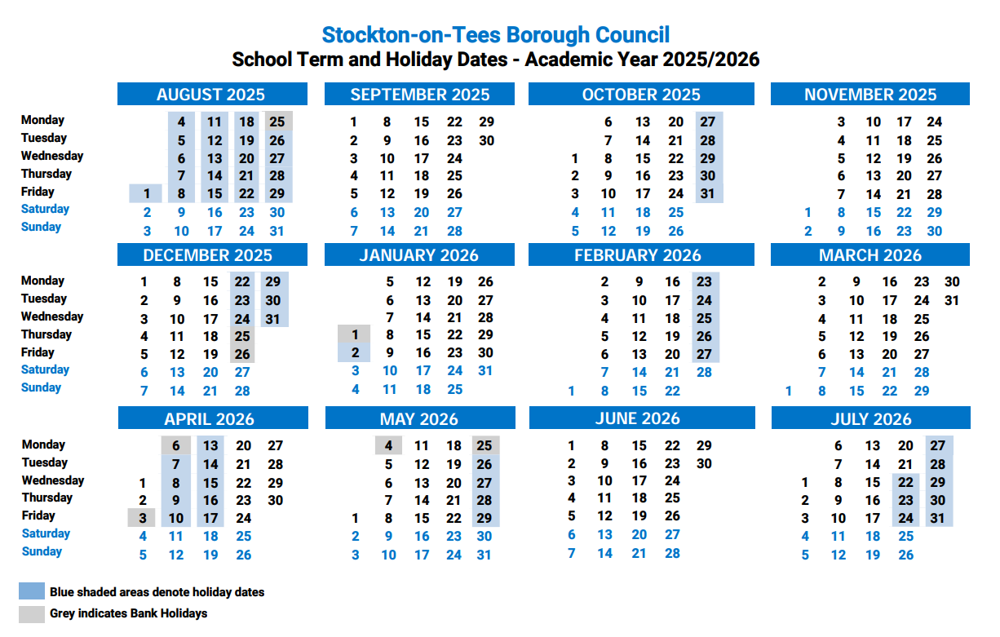 Stockton-on-Tees Borough Council
School Term and Holiday Dates - Academic Year 2025/2026
AUGUST 2025 SEPTEMBER 2025 OCTOBER 2025 NOVEMBER 2025
Monday 4 11 18 25 1 8 15 22 29 6 13 20 27 3 10 17 24
Tuesday 5 12 19 26 2 9 16 23 30 7 14 21 28 4 11 18 25
Wednesday 6 13 20 27 3 10 17 24 1 8 15 22 29 5 12 19 26
Thursday 7 14 21 28 4 11 18 25 2 9 16 23 30 6 13 20 27
Friday 1 8 15 22 29 5 12 19 26 3 10 17 24 31 7 14 21 28
Saturday 2 9 16 23 30 6 13 20 27 4 11 18 25 1 8 15 22 29
Sunday 3 10 17 24 31 7 14 21 28 5 12 19 26 2 9 16 23 30
DECEMBER 2025 JANUARY 2026 FEBRUARY 2026 MARCH 2026
Monday 1 8 15 22 29 5 12 19 26 2 9 16 23 2 9 16 23 30
Tuesday 2 9 16 23 30 6 13 20 27 3 10 17 24 3 10 17 24 31
Wednesday 3 10 17 24 31 7 14 21 28 4 11 18 25 4 11 18 25
Thursday 4 11 18 25 1 8 15 22 29 5 12 19 26 5 12 19 26
Friday 5 12 19 26 2 9 16 23 30 6 13 20 27 6 13 20 27
Saturday 6 13 20 27 3 10 17 24 31 7 14 21 28 7 14 21 28
Sunday 7 14 21 28 4 11 18 25 1 8 15 22 1 8 15 22 29
APRIL 2026 MAY 2026 JUNE 2026 JULY 2026
Monday 6 13 20 27 4 11 18 25 1 8 15 22 29 6 13 20 27
Tuesday 7 14 21 28 5 12 19 26 2 9 16 23 30 7 14 21 28
Wednesday 1 8 15 22 29 6 13 20 27 3 10 17 24 1 8 15 22 29
Thursday 2 9 16 23 30 7 14 21 28 4 11 18 25 2 9 16 23 30
Friday 3 10 17 24 1 8 15 22 29 5 12 19 26 3 10 17 24 31
Saturday 4 11 18 25 2 9 16 23 30 6 13 20 27 4 11 18 25
Sunday 5 12 19 26 3 10 17 24 31 7 14 21 28 5 12 19 26
Blue shaded areas denote holiday dates
Grey indicates Bank Holidays